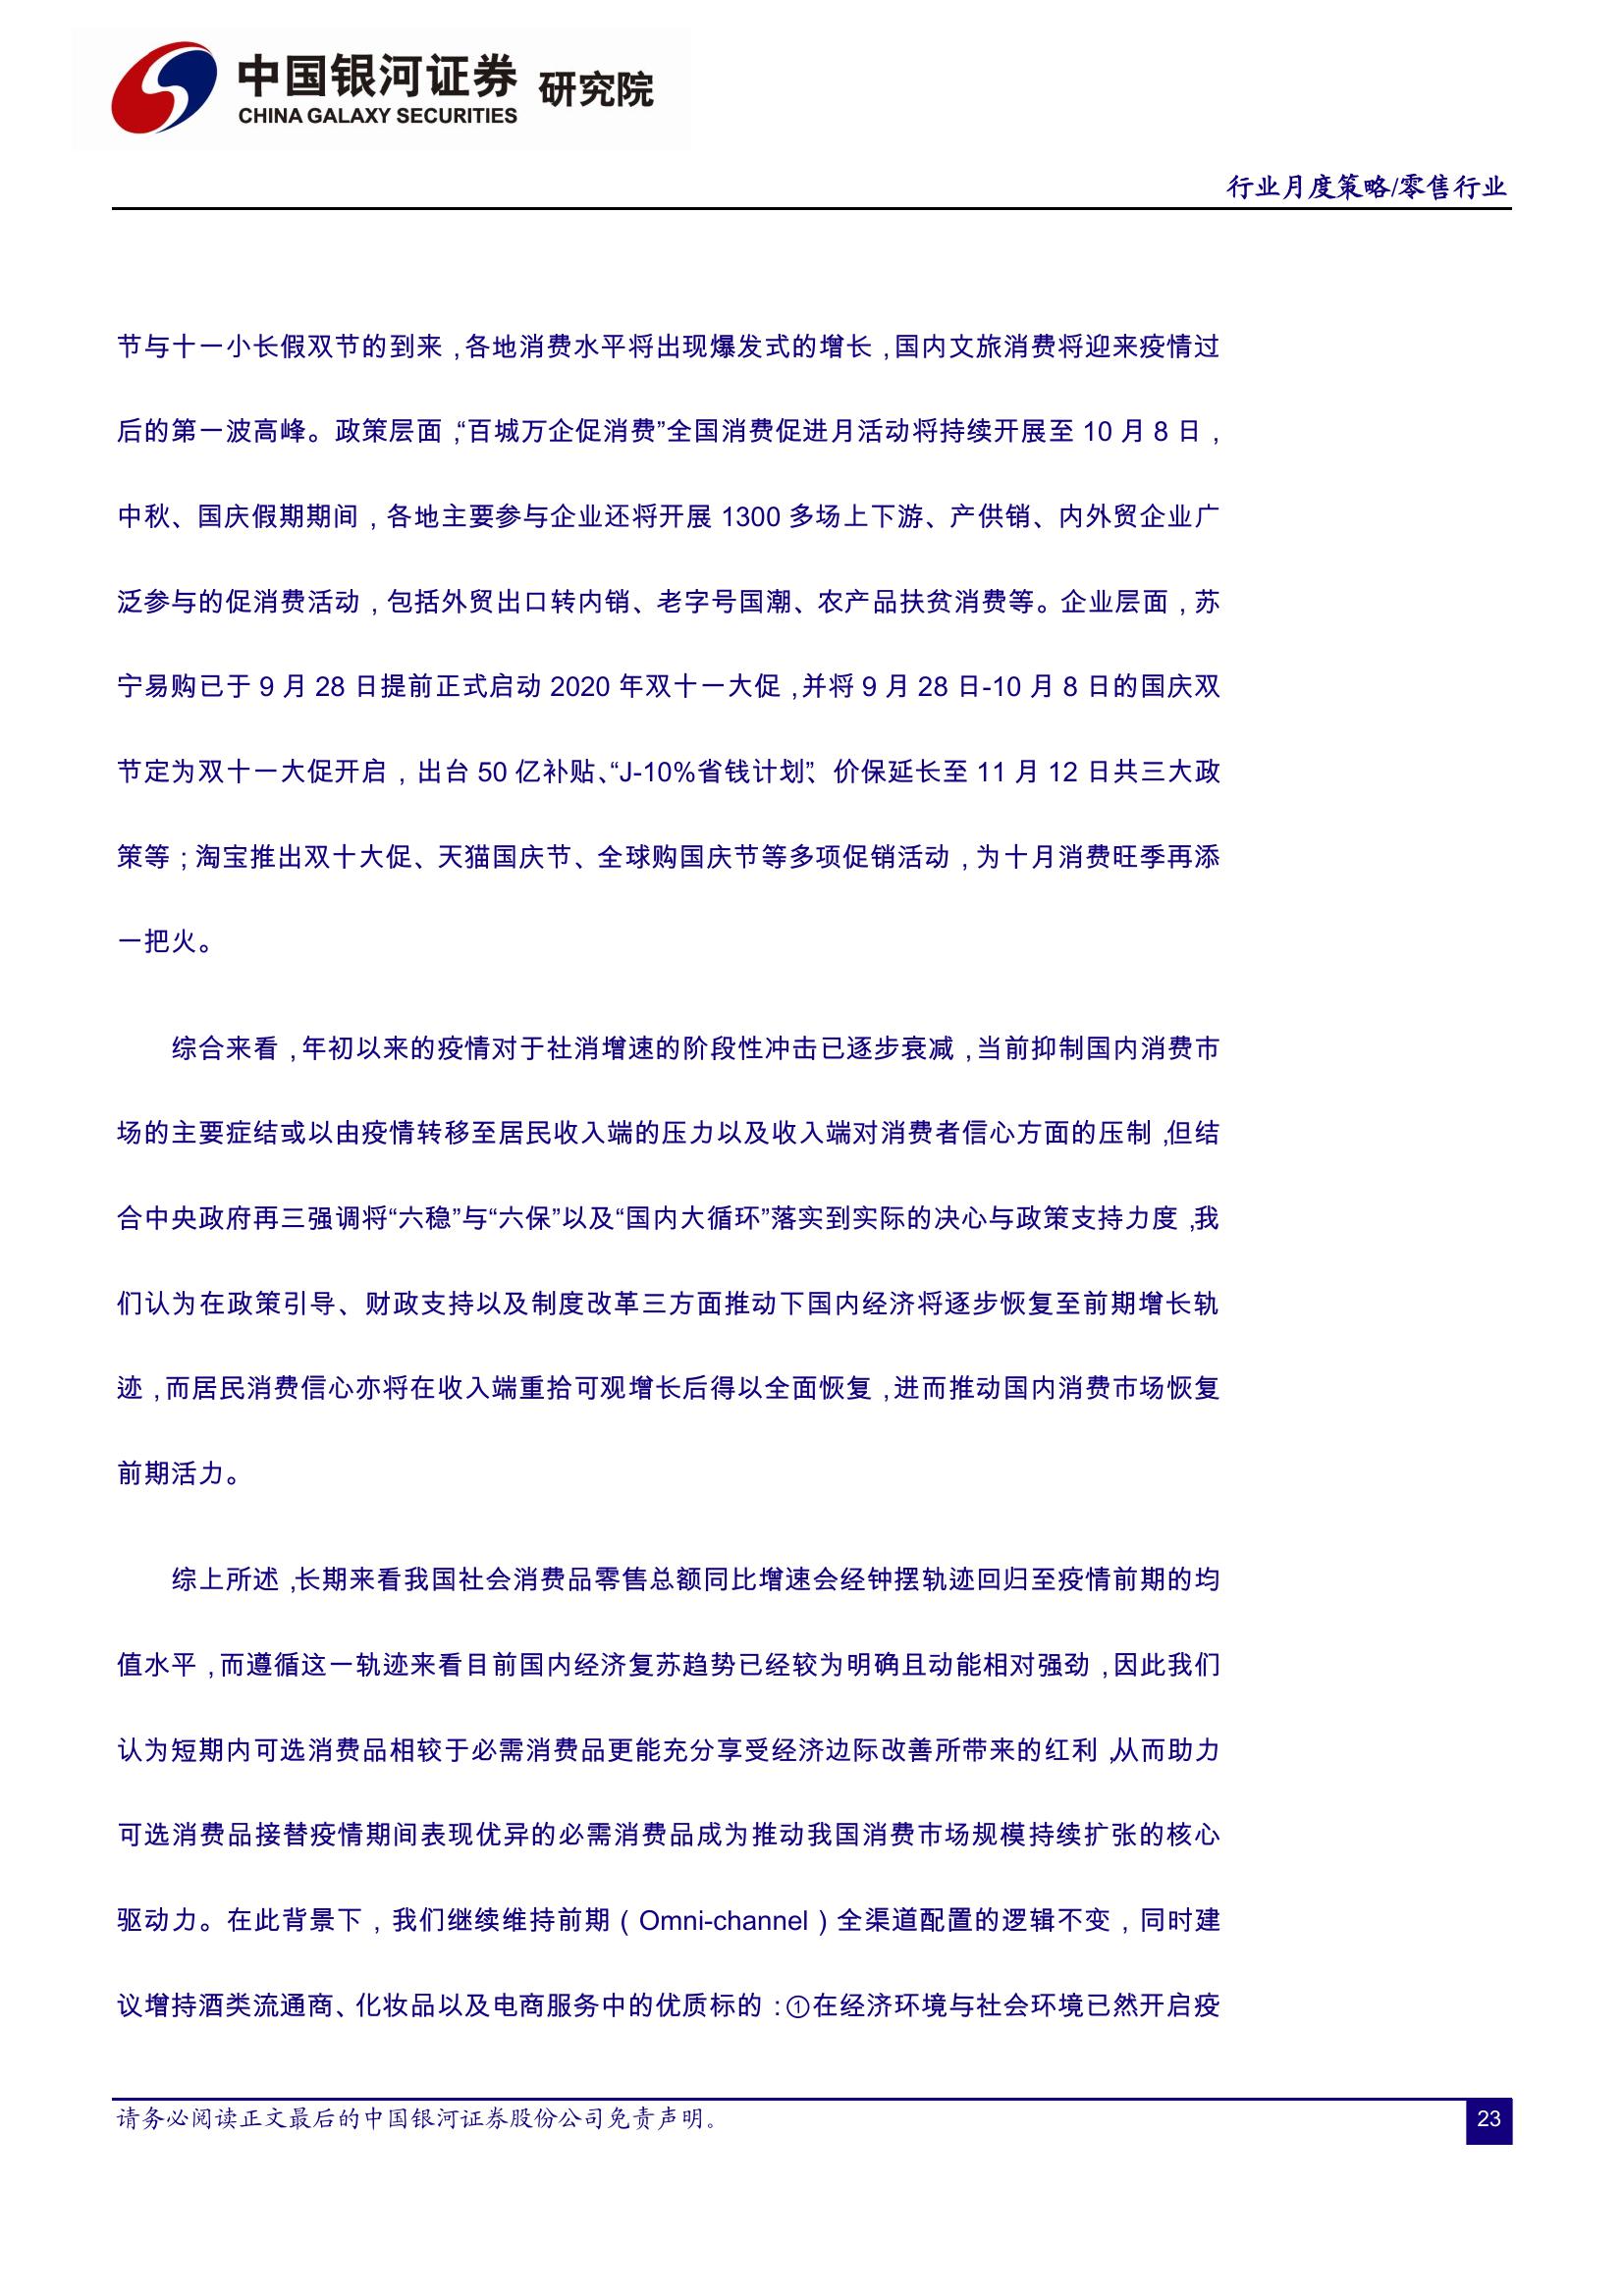 中国银河证券 研究院
CHINA GALAXY SECURITIES
行业月度策略/零售行业
节与十一小长假双节的到来，各地消费水平将出现爆发式的增长，国内文旅消费将迎来疫情过
后的第一波高峰。政策层面，“百城万企促消费”全国消费促进月活动将持续开展至 10 月 8 日，
中秋、国庆假期期间，各地主要参与企业还将开展 1300 多场上下游、产供销、内外贸企业广
泛参与的促消费活动，包括外贸出口转内销、老字号国潮、农产品扶贫消费等。企业层面，苏
宁易购已于 9 月 28 日提前正式启动 2020 年双十一大促，并将 9 月 28 日-10 月 8 日的国庆双
节定为双十一大促开启，出台 50 亿补贴、“J-10%省钱计划”、价保延长至 11 月 12 日共三大政
策等；淘宝推出双十大促、天猫国庆节、全球购国庆节等多项促销活动，为十月消费旺季再添
一把火。
综合来看，年初以来的疫情对于社消增速的阶段性冲击已逐步衰减，当前抑制国内消费市
场的主要症结或以由疫情转移至居民收入端的压力以及收入端对消费者信心方面的压制，但结
合中央政府再三强调将“六稳”与“六保”以及“国内大循环”落实到实际的决心与政策支持力度，我
们认为在政策引导、财政支持以及制度改革三方面推动下国内经济将逐步恢复至前期增长轨
迹，而居民消费信心亦将在收入端重拾可观增长后得以全面恢复，进而推动国内消费市场恢复
前期活力。
综上所述，长期来看我国社会消费品零售总额同比增速会经钟摆轨迹回归至疫情前期的均
值水平，而遵循这一轨迹来看目前国内经济复苏趋势已经较为明确且动能相对强劲，因此我们
认为短期内可选消费品相较于必需消费品更能充分享受经济边际改善所带来的红利，从而助力
可选消费品接替疫情期间表现优异的必需消费品成为推动我国消费市场规模持续扩张的核心
驱动力。在此背景下，我们继续维持前期（Omni-channel）全渠道配置的逻辑不变，同时建
议增持酒类流通商、化妆品以及电商服务中的优质标的：①在经济环境与社会环境已然开启疫
请务必阅读正文最后的中国银河证券股份公司免责声明。
23